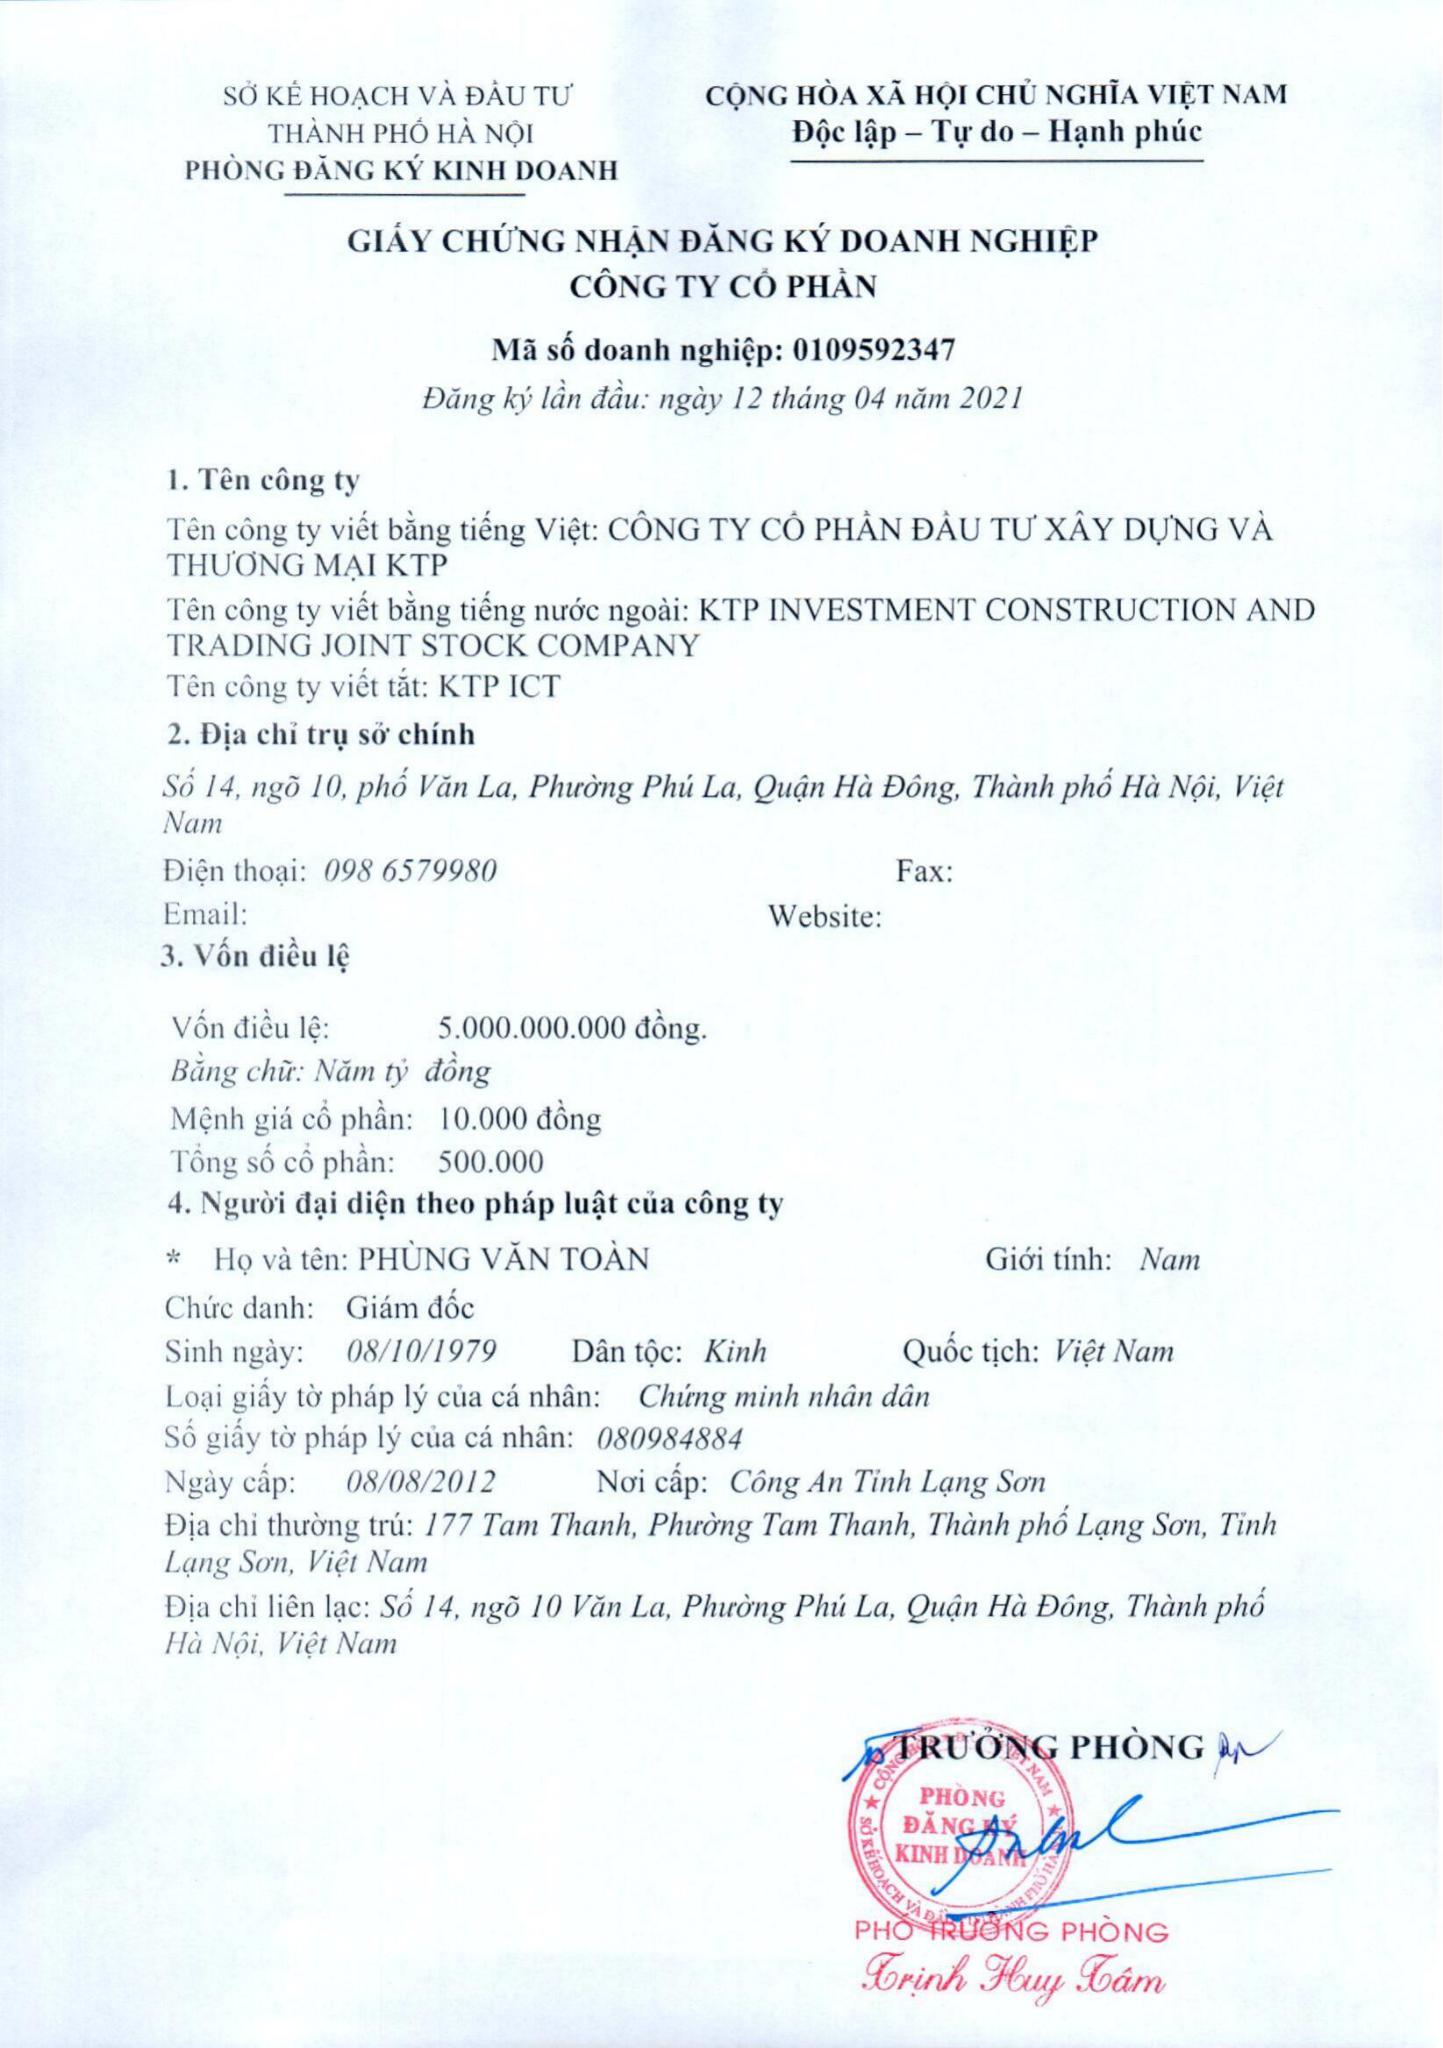 SỞ KẾ HOẠCH VÀ ĐẦU TƯ
THÀNH PHỐ HÀ NỘI
PHÒNG ĐĂNG KÝ KINH DOANH
CỘNG HÒA XÃ HỘI CHỦ NGHĨA VIỆT NAM
Độc lập – Tự do – Hạnh phúc
GIẤY CHỨNG NHẬN ĐĂNG KÝ DOANH NGHIỆP
CÔNG TY CỔ PHẦN
Mã số doanh nghiệp: 0109592347
Đăng ký lần đầu: ngày 12 tháng 04 năm 2021
1. Tên công ty
Tên công ty viết bằng tiếng Việt: CÔNG TY CỔ PHẦN ĐẦU TƯ XÂY DỰNG VÀ
THƯƠNG MẠI KTP
Tên công ty viết bằng tiếng nước ngoài: KTP INVESTMENT CONSTRUCTION AND
TRADING JOINT STOCK COMPANY
Tên công ty viết tắt: KTP ICT
2. Địa chỉ trụ sở chính
Số 14, ngõ 10, phố Văn La, Phường Phú La, Quận Hà Đông, Thành phố Hà Nội, Việt
Nam
Điện thoại: 098 6579980 Fax:
Email: Website:
3. Vốn điều lệ
Vốn điều lệ: 5.000.000.000 đồng.
Bằng chữ: Năm tỷ đồng
Mệnh giá cổ phần: 10.000 đồng
Tổng số cổ phần: 500.000
4. Người đại diện theo pháp luật của công ty
* Họ và tên: PHÙNG VĂN TOÀN Giới tính: Nam
Chức danh: Giám đốc
Sinh ngày: 08/10/1979 Dân tộc: Kinh Quốc tịch: Việt Nam
Loại giấy tờ pháp lý của cá nhân: Chứng minh nhân dân
Số giấy tờ pháp lý của cá nhân: 080984884
Ngày cấp: 08/08/2012 Nơi cấp: Công An Tỉnh Lạng Sơn
Địa chỉ thường trú: 177 Tam Thanh, Phường Tam Thanh, Thành phố Lạng Sơn, Tỉnh
Lạng Sơn, Việt Nam
Địa chỉ liên lạc: Số 14, ngõ 10 Văn La, Phường Phú La, Quận Hà Đông, Thành phố
Hà Nội, Việt Nam
TRƯỞNG PHÒNG
PHÒNG
ĐĂNG KÝ
KINH DOANH
SỞ KẾ HOẠCH VÀ ĐẦU TƯ THÀNH PHỐ HÀ
PHÓ TRƯỞNG PHÒNG
Trịnh Huy Tâm